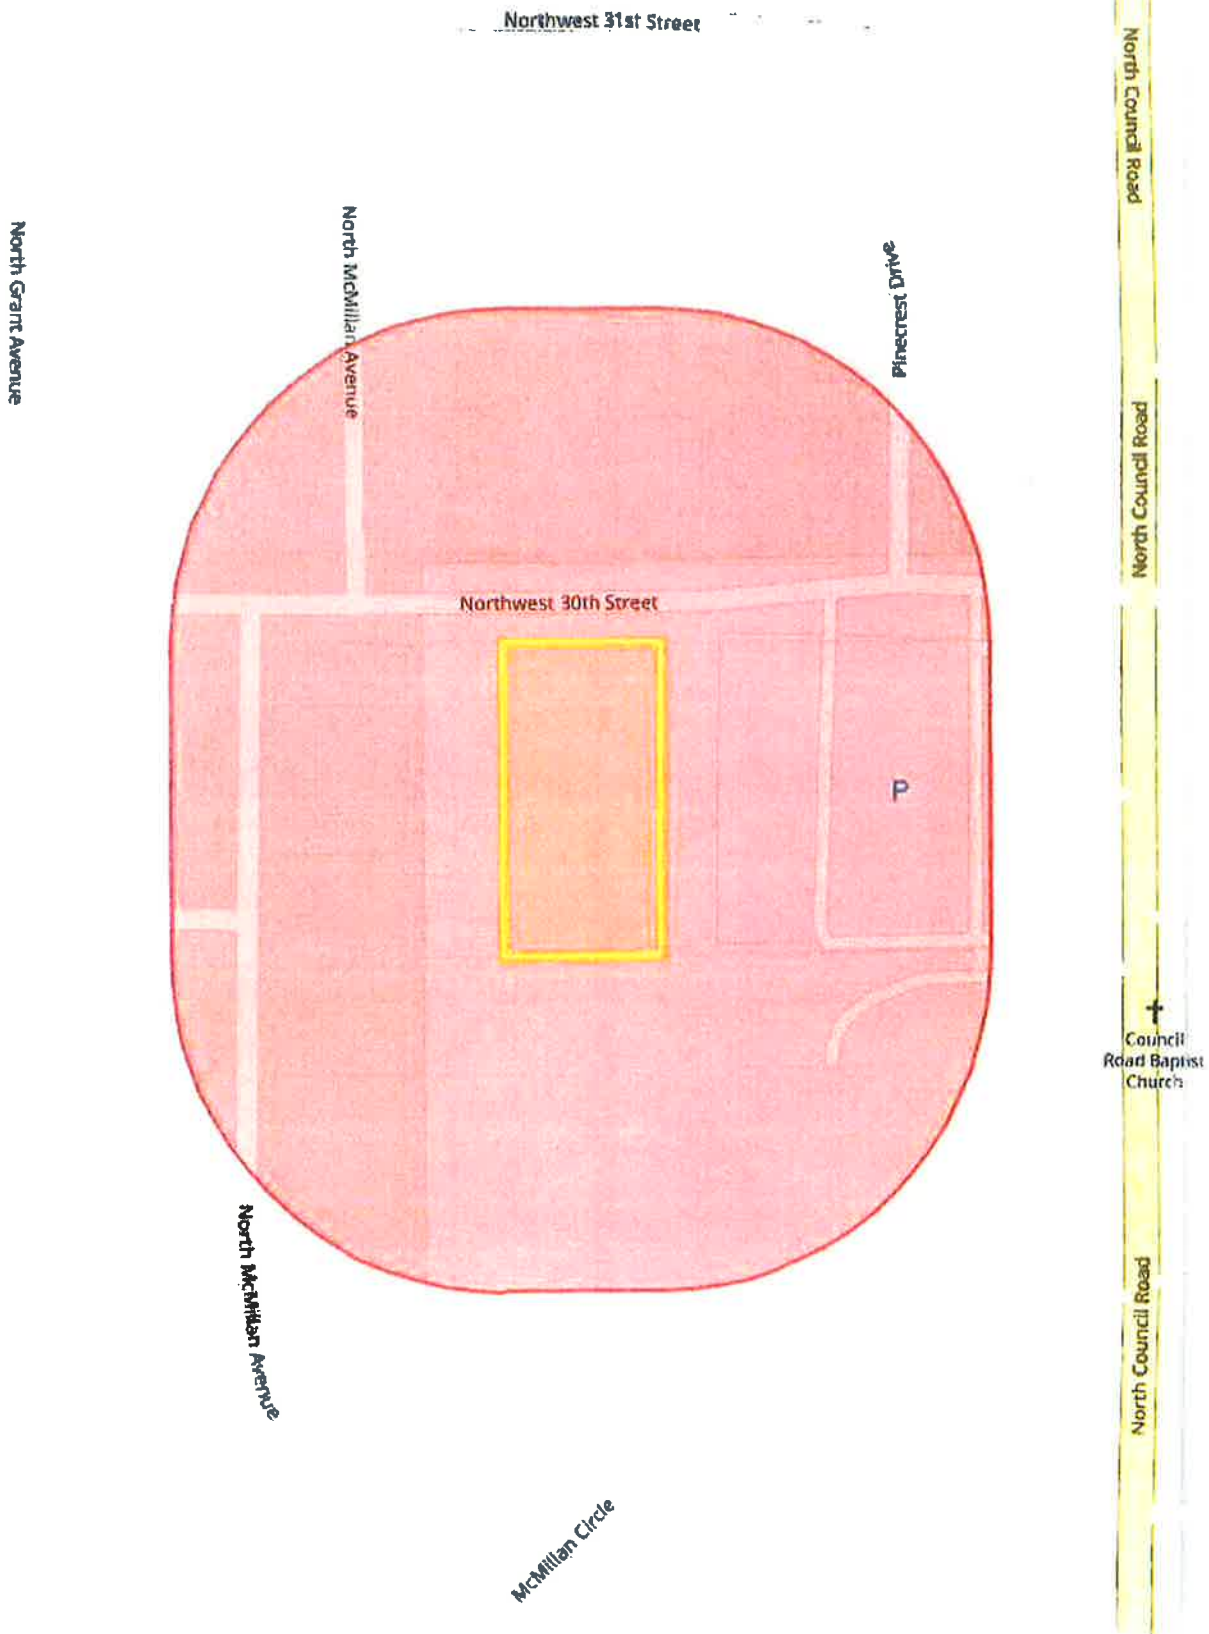 Northwest 31st Street
North Council Road
North Grant Avenue
North McMillan Avenue
Pinecrest Drive
North Council Road
Northwest 30th Street
P
Council
Road Baptist
Church
North McMillan Avenue
North Council Road
McMillan Circle